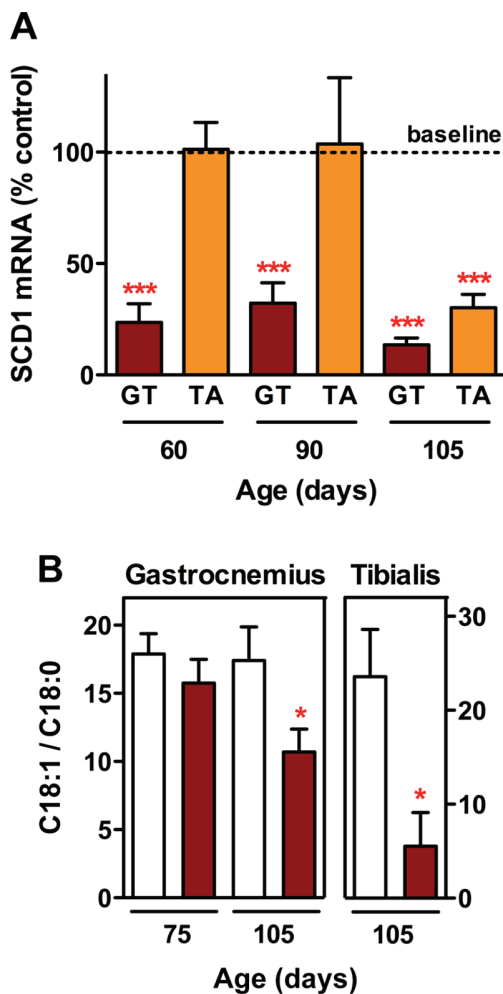 A
SCD1 mRNA (% control)
100
50
0
baseline
***
***
***
***
GT TA GT TA GT TA
60 90 105
Age (days)
B
Gastrocnemius Tibialis
C18:1 / C18:0
20
15
10
5
0
30
20
10
0
*
*
75 105 105
Age (days)